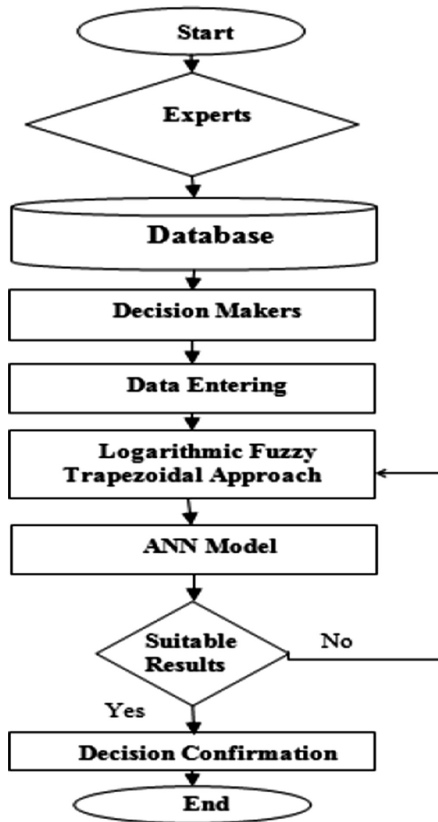 Start
Experts
Database
Decision Makers
Data Entering
Logarithmic Fuzzy
Trapezoidal Approach
ANN Model
Suitable
Results
No
Yes
Decision Confirmation
End